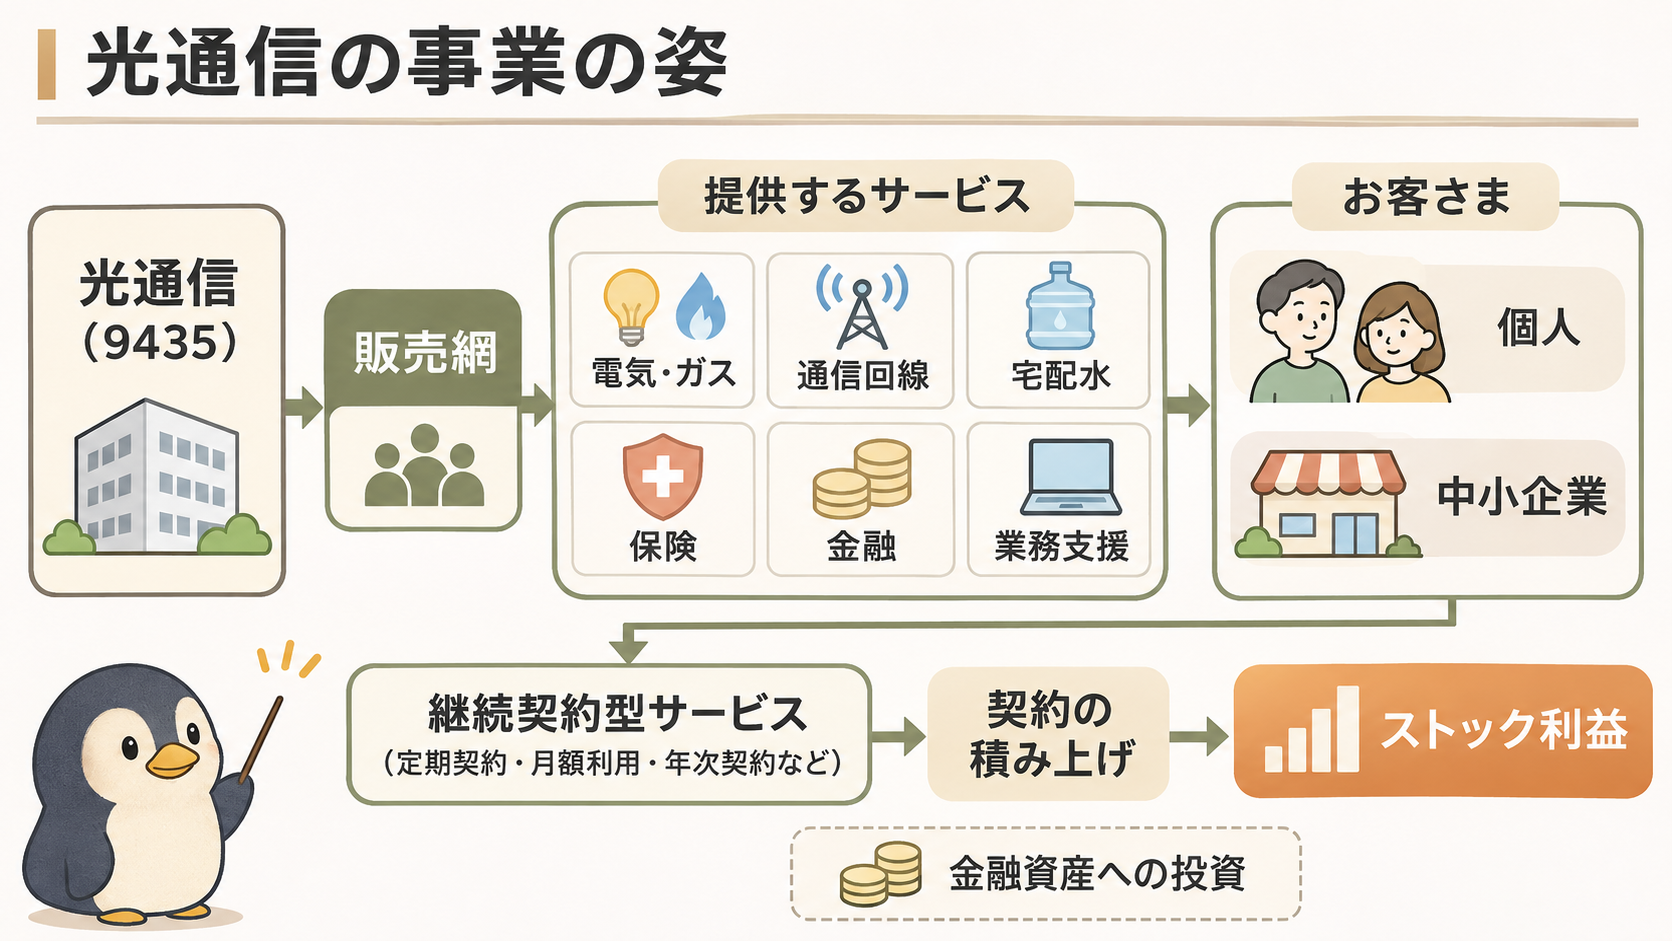 光通信の事業の姿
光通信
（9435）
販売網
提供するサービス
電気・ガス
通信回線
宅配水
保険
金融
業務支援
お客さま
個人
中小企業
継続契約型サービス
（定期契約・月額利用・年次契約など）
契約の
積み上げ
ストック利益
金融資産への投資